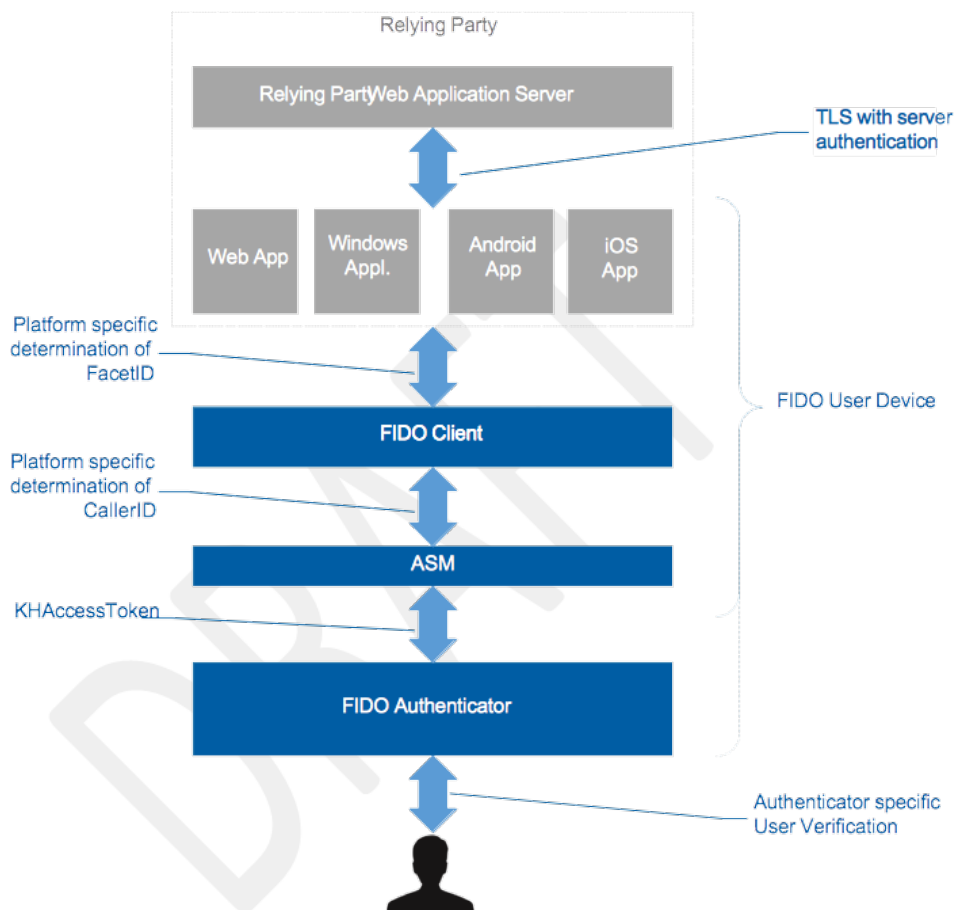 Relying Party
Relying PartyWeb Application Server
TLS with server
authentication
Web App
Windows
Appl.
Android
App
iOS
App
Platform specific
determination of
FacetID
FIDO User Device
FIDO Client
Platform specific
determination of
CallerID
ASM
KHAccessToken
FIDO Authenticator
Authenticator specific
User Verification
DRAFT